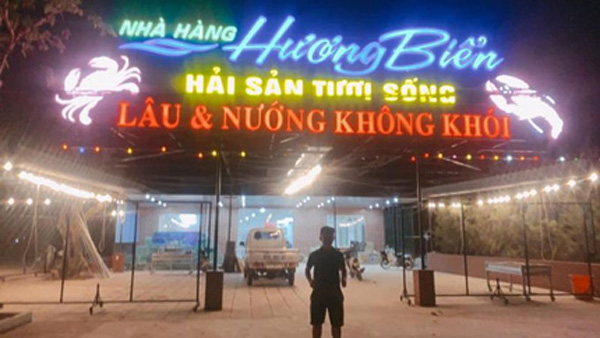 NHÀ HÀNG Hương Biển
HẢI SẢN TƯƠI SỐNG
LẨU & NƯỚNG KHÔNG KHÓI